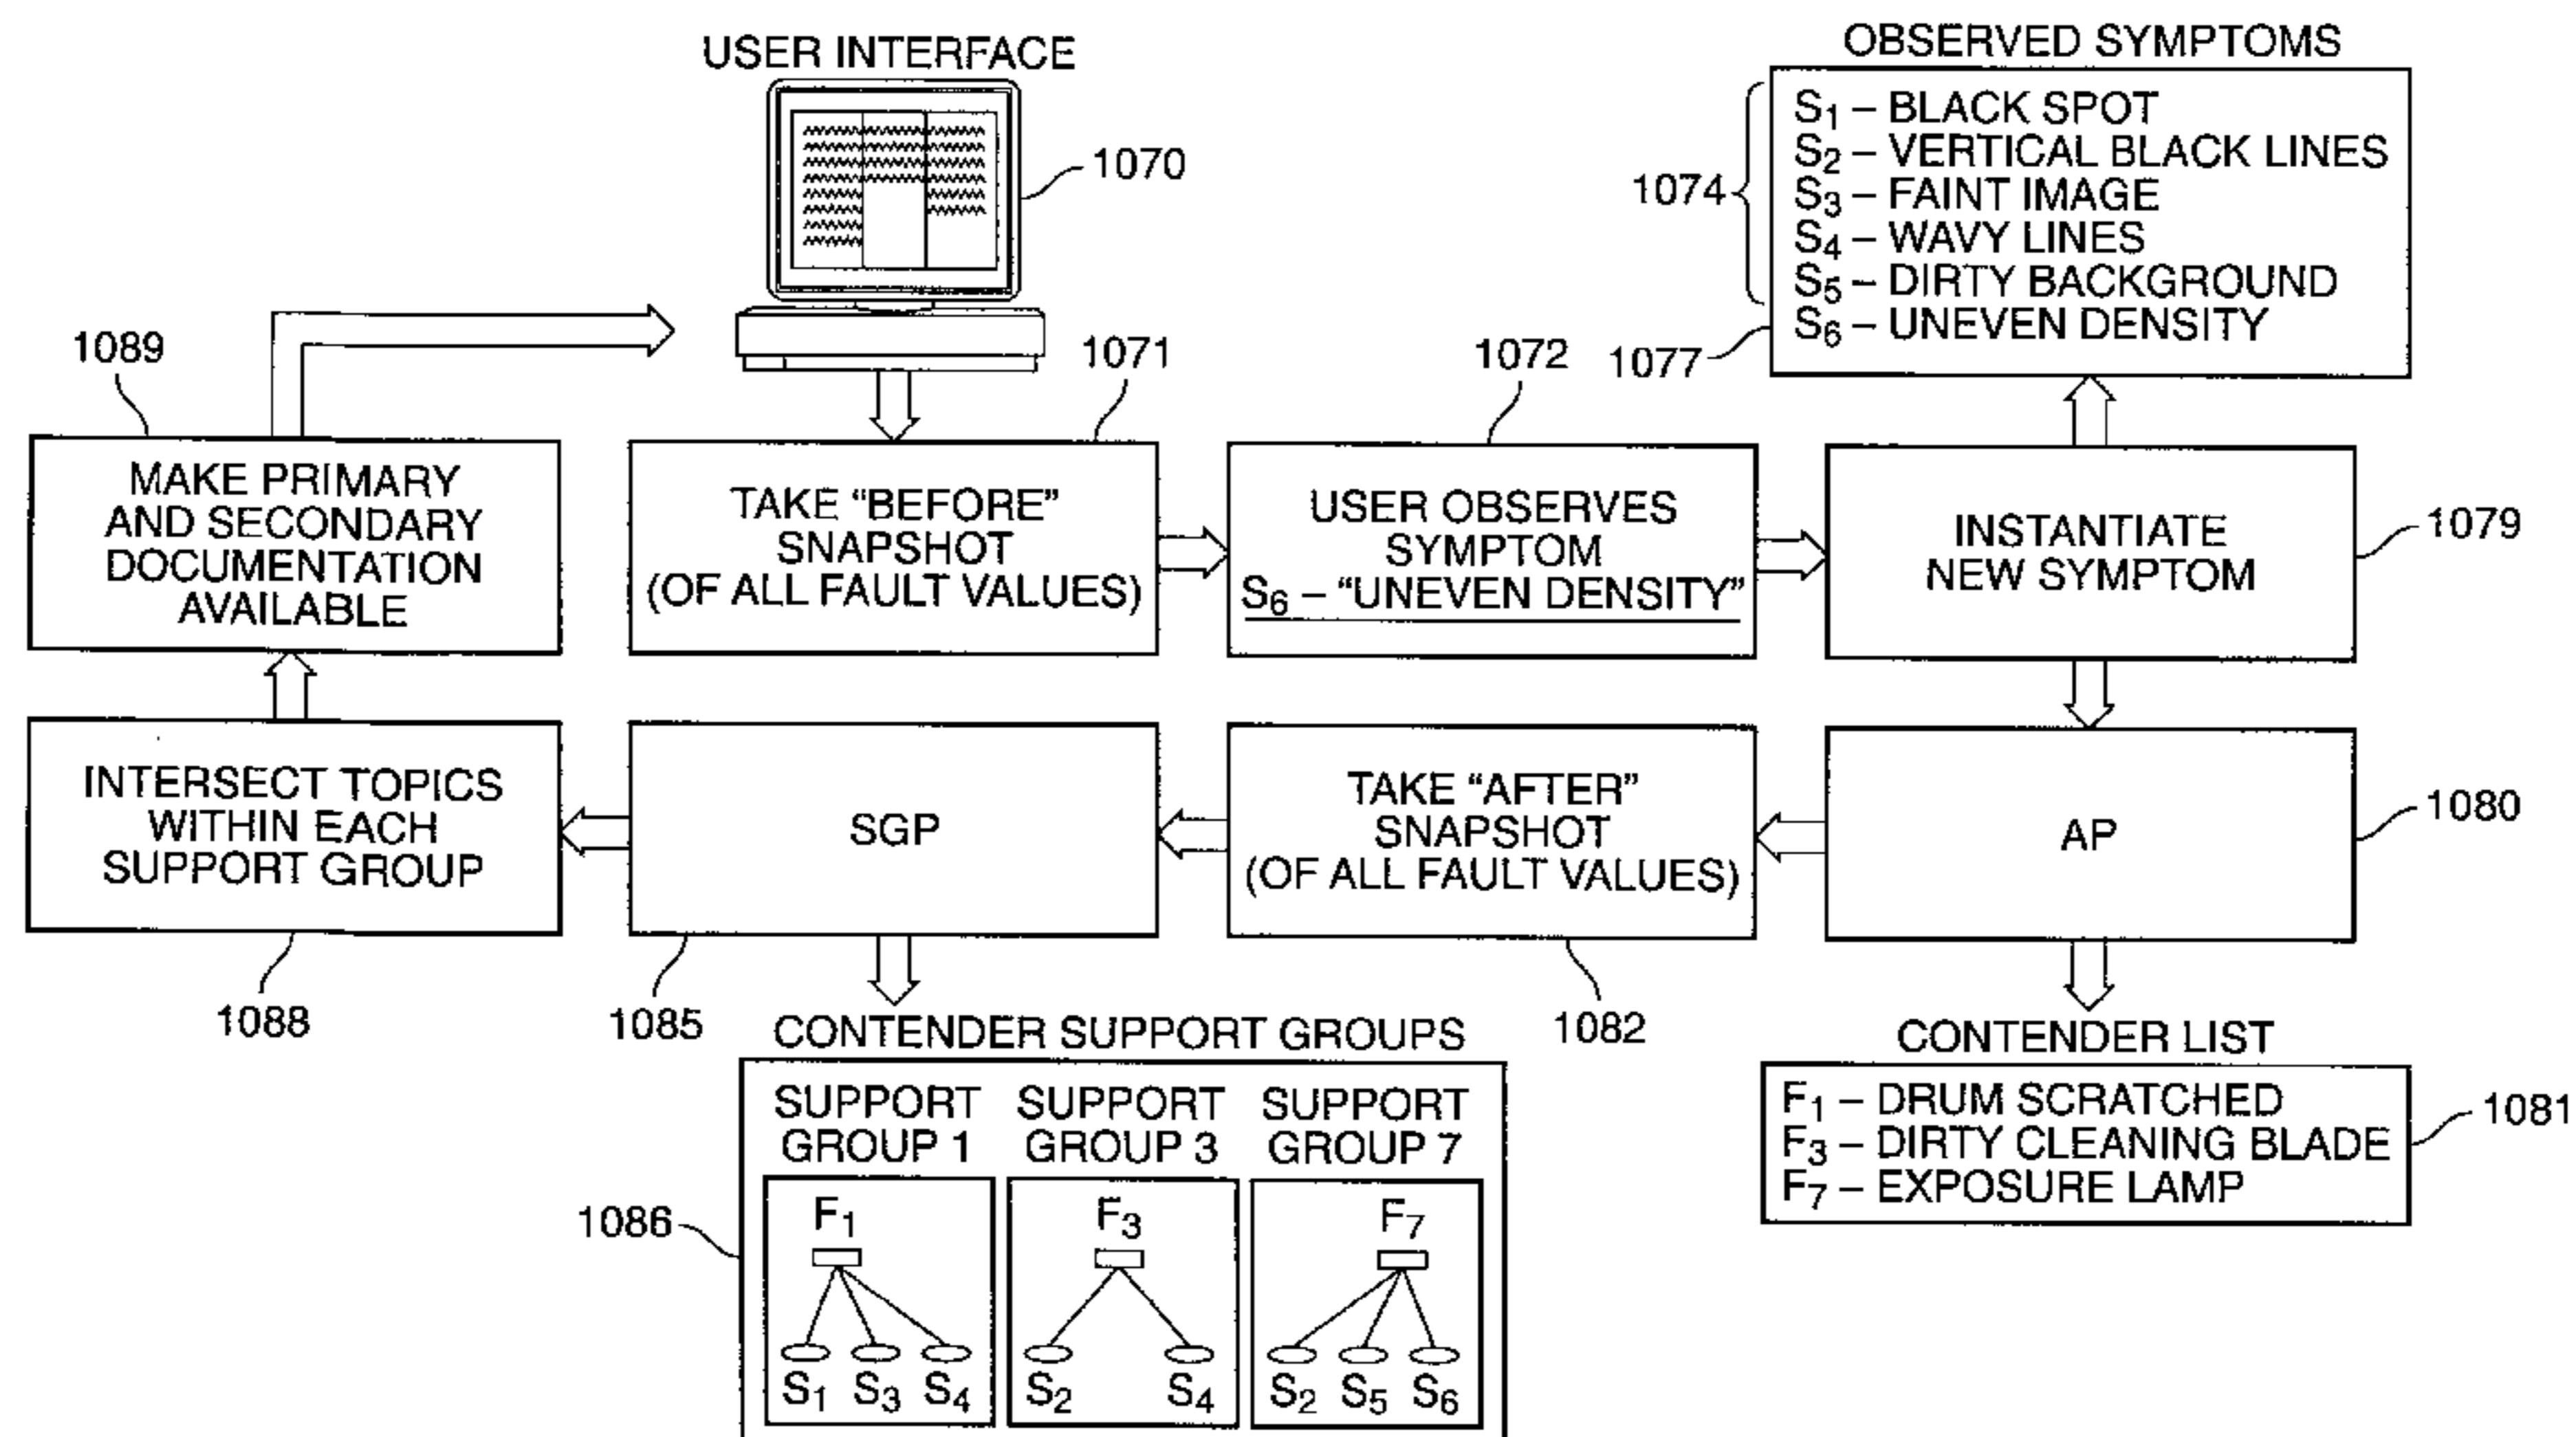 USER INTERFACE
1070
OBSERVED SYMPTOMS
S₁ – BLACK SPOT
S₂ – VERTICAL BLACK LINES
S₃ – FAINT IMAGE
S₄ – WAVY LINES
S₅ – DIRTY BACKGROUND
S₆ – UNEVEN DENSITY
1074
1077
1089
MAKE PRIMARY
AND SECONDARY
DOCUMENTATION
AVAILABLE
1071
TAKE “BEFORE”
SNAPSHOT
(OF ALL FAULT VALUES)
1072
USER OBSERVES
SYMPTOM
S₆ – “UNEVEN DENSITY”
INSTANTIATE
NEW SYMPTOM
1079
INTERSECT TOPICS
WITHIN EACH
SUPPORT GROUP
1088
SGP
1085
TAKE “AFTER”
SNAPSHOT
(OF ALL FAULT VALUES)
1082
AP
1080
CONTENDER SUPPORT GROUPS
SUPPORT
GROUP 1
F₁
S₁ S₃ S₄
SUPPORT
GROUP 3
F₃
S₂ S₄
SUPPORT
GROUP 7
F₇
S₂ S₅ S₆
1086
CONTENDER LIST
F₁ – DRUM SCRATCHED
F₃ – DIRTY CLEANING BLADE
F₇ – EXPOSURE LAMP
1081